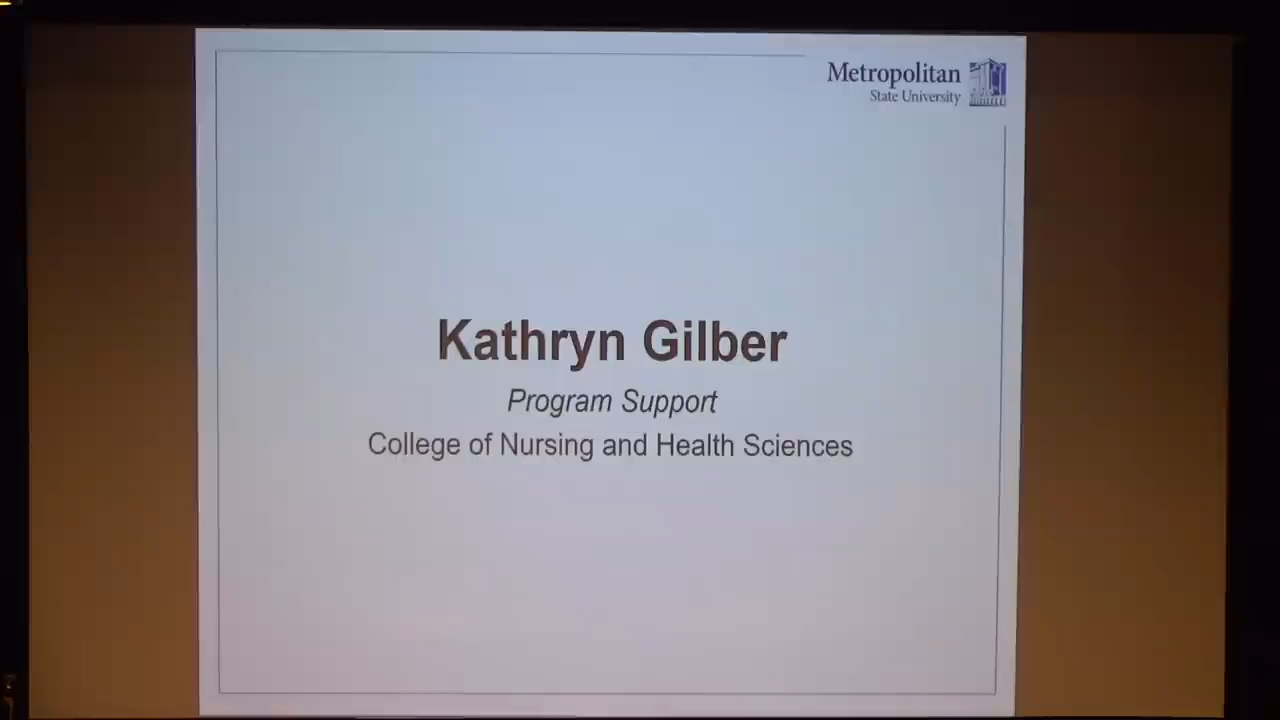 Metropolitan
State University
Kathryn Gilber
Program Support
College of Nursing and Health Sciences